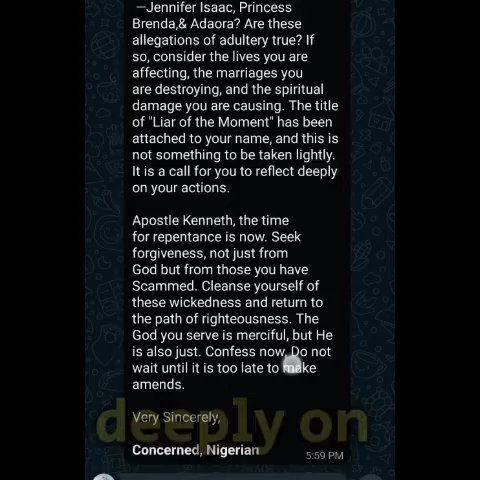 —Jennifer Isaac, Princess
Brenda,& Adaora? Are these
allegations of adultery true? If
so, consider the lives you are
affecting, the marriages you
are destroying, and the spiritual
damage you are causing. The title
of "Liar of the Moment" has been
attached to your name, and this is
not something to be taken lightly.
It is a call for you to reflect deeply
on your actions.
Apostle Kenneth, the time
for repentance is now. Seek
forgiveness, not just from
God but from those you have
Scammed. Cleanse yourself of
these wickedness and return to
the path of righteousness. The
God you serve is merciful, but He
is also just. Confess now, Do not
wait until it is too late to make
amends.
Very Sincerely,
deeply on
Concerned, Nigerian
5:59 PM